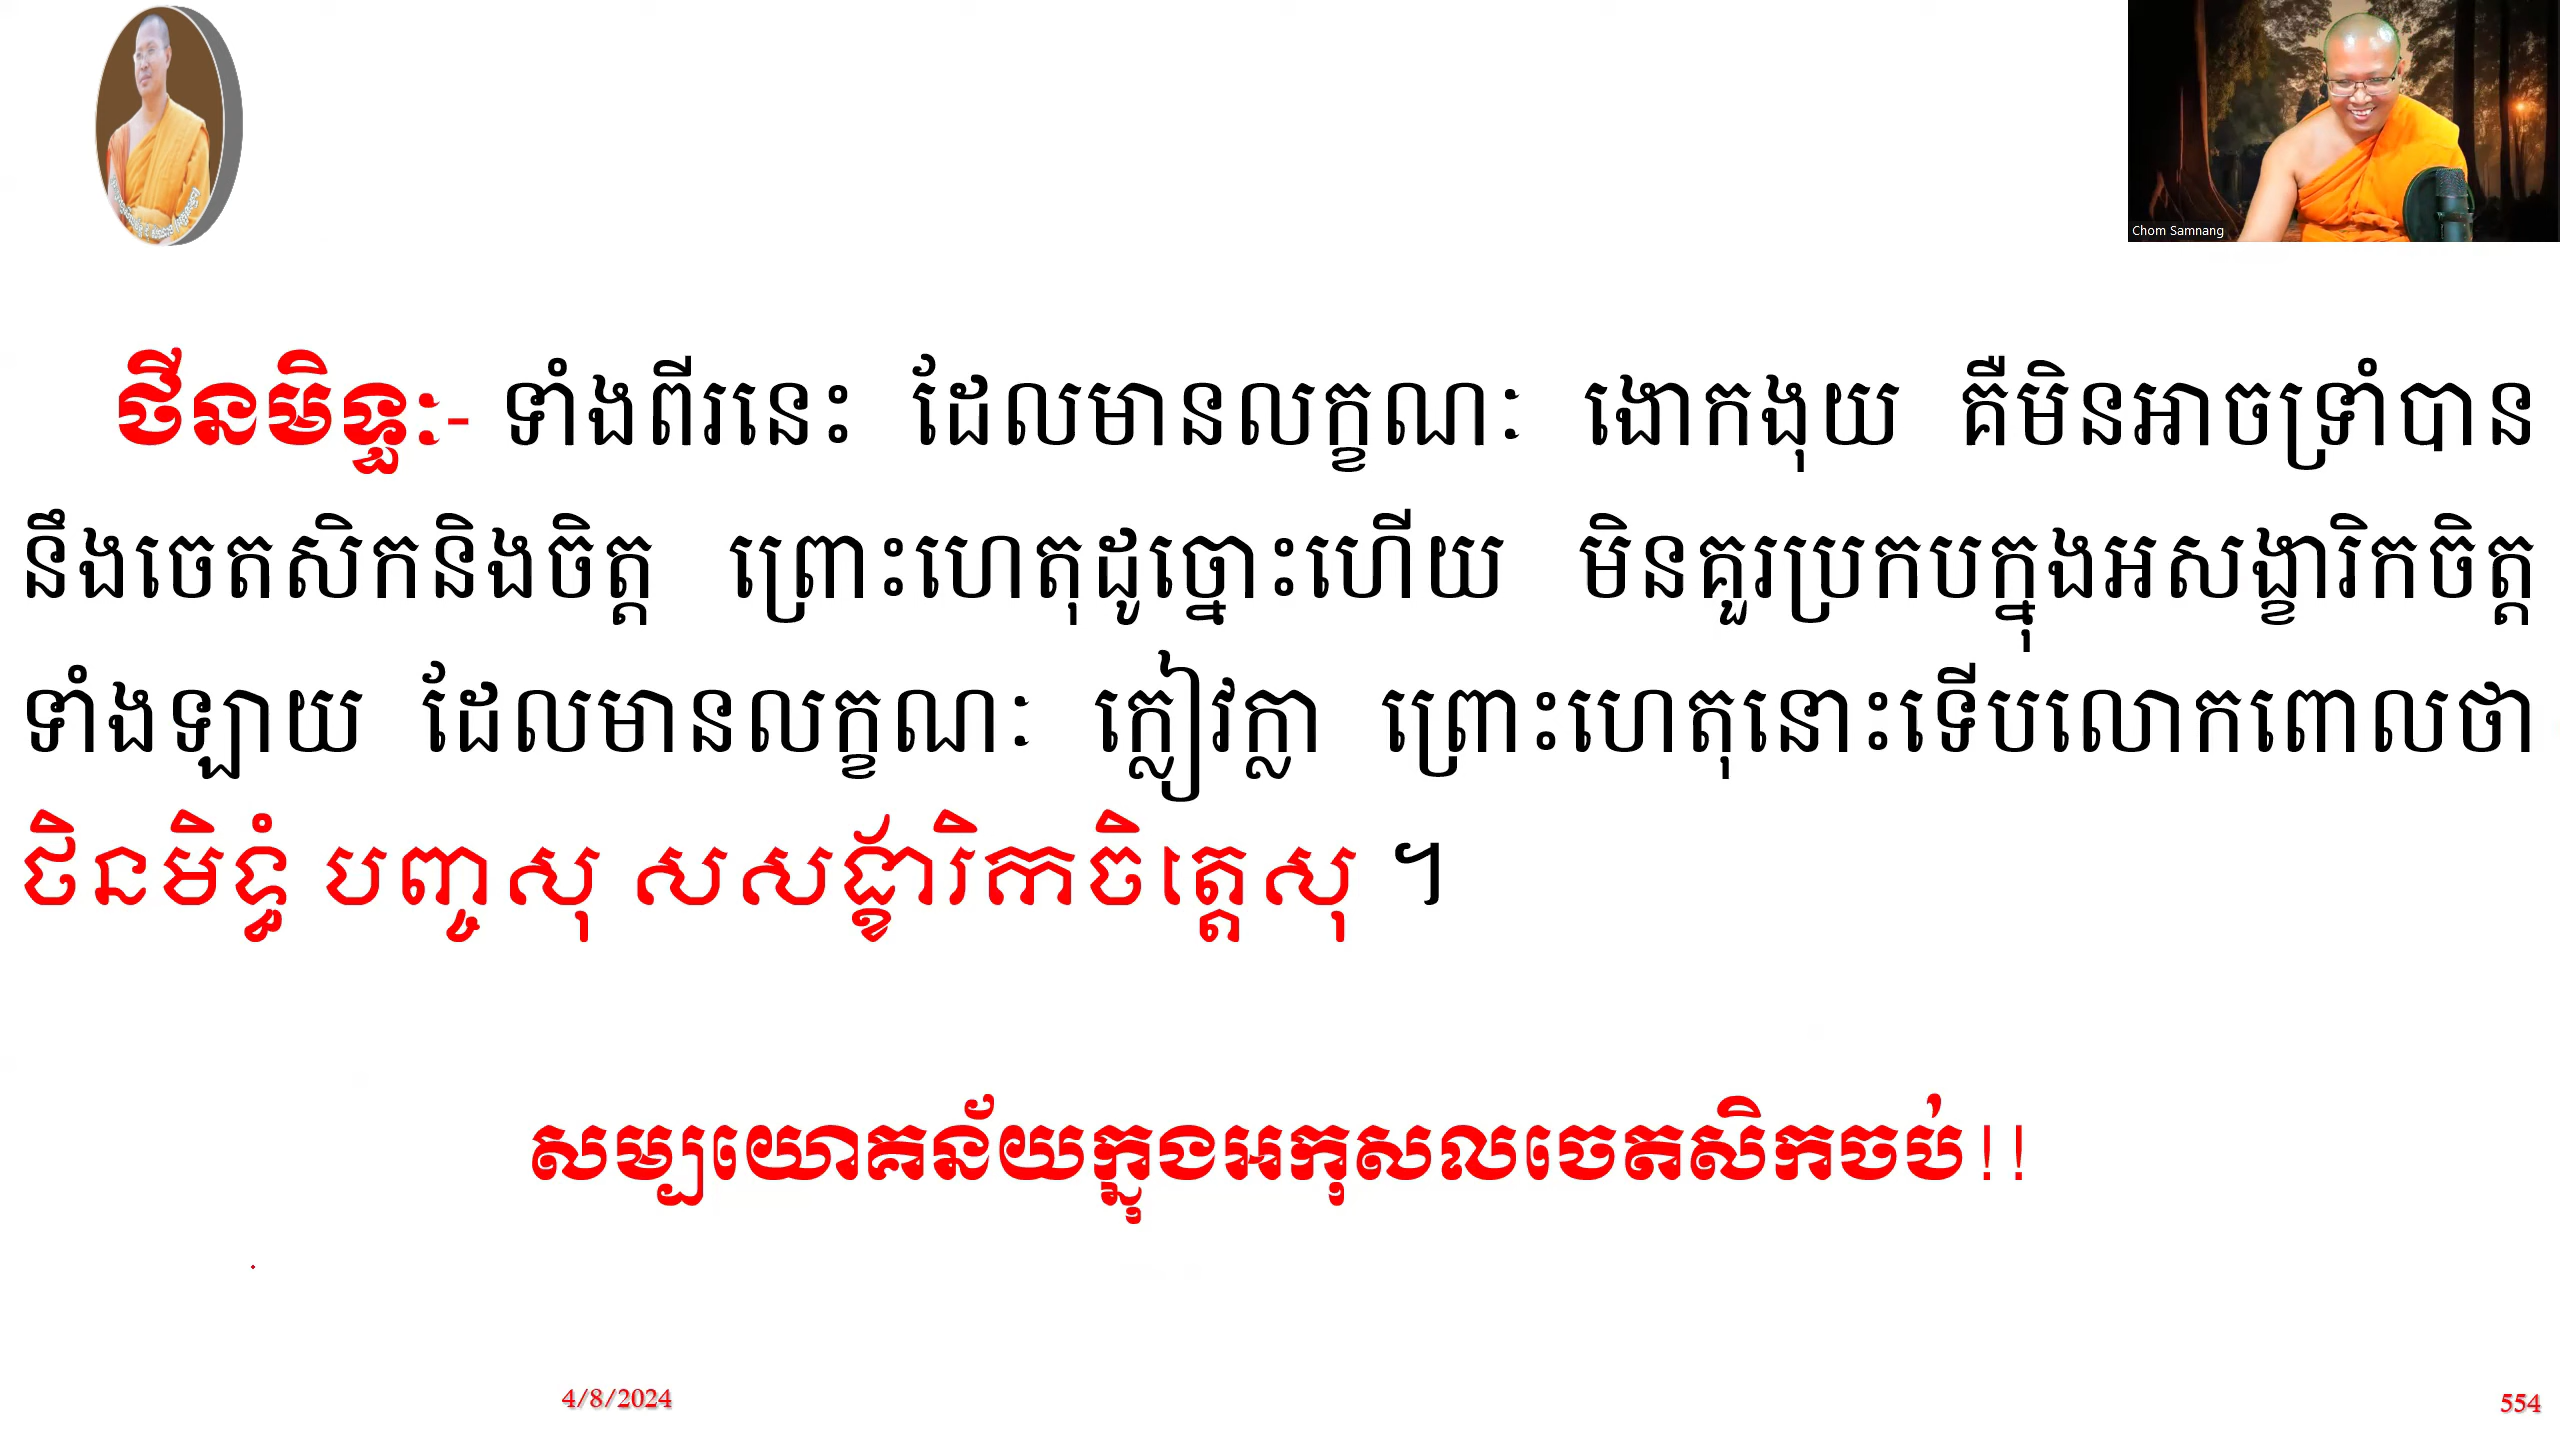 Chom Samnang
ថីនមិទ្ធៈ- ទាំងពីរនេះ ដែលមានលក្ខណៈ ងោកងុយ គឺមិនអាចទ្រាំបាន
នឹងចេតសិកនិងចិត្ត ព្រោះហេតុដូច្នោះហើយ មិនគួរប្រកបក្នុងអសង្ខារិកចិត្ត
ទាំងឡាយ ដែលមានលក្ខណៈ ក្លៀវក្លា ព្រោះហេតុនោះទើបលោកពោលថា
ថិនមិទ្ធំ បញ្ចសុ សសង្ខារិកចិត្តេសុ ៕
សម្បយោគន័យក្នុងអកុសលចេតសិកចប់!!
4/8/2024
554